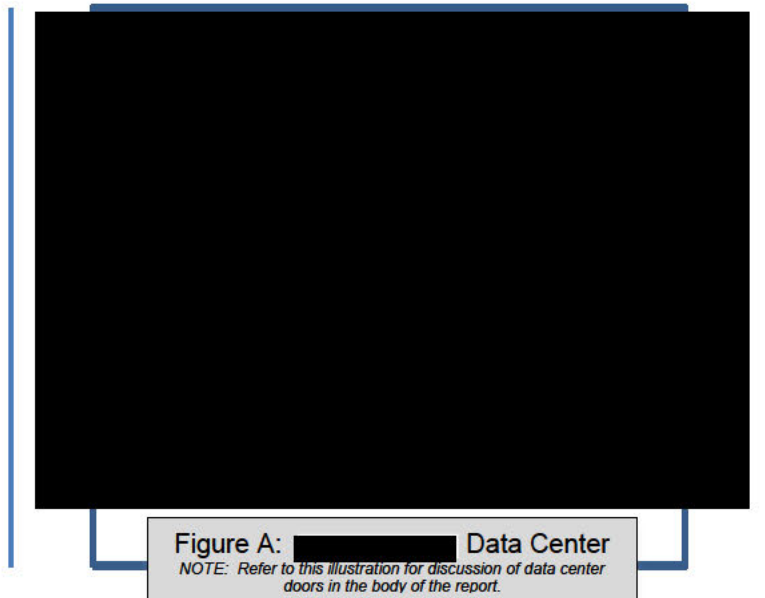 Figure A: Data Center
NOTE: Refer to this illustration for discussion of data center
doors in the body of the report.